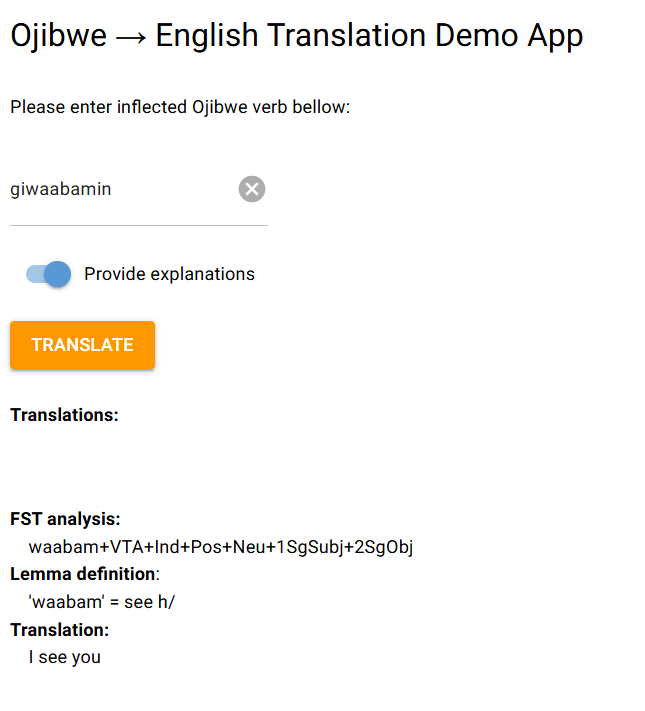 Ojibwe → English Translation Demo App
Please enter inflected Ojibwe verb bellow:
giwaabamin
Provide explanations
TRANSLATE
Translations:
FST analysis:
waabam+VTA+Ind+Pos+Neu+1SgSubj+2SgObj
Lemma definition:
'waabam' = see h/
Translation:
I see you